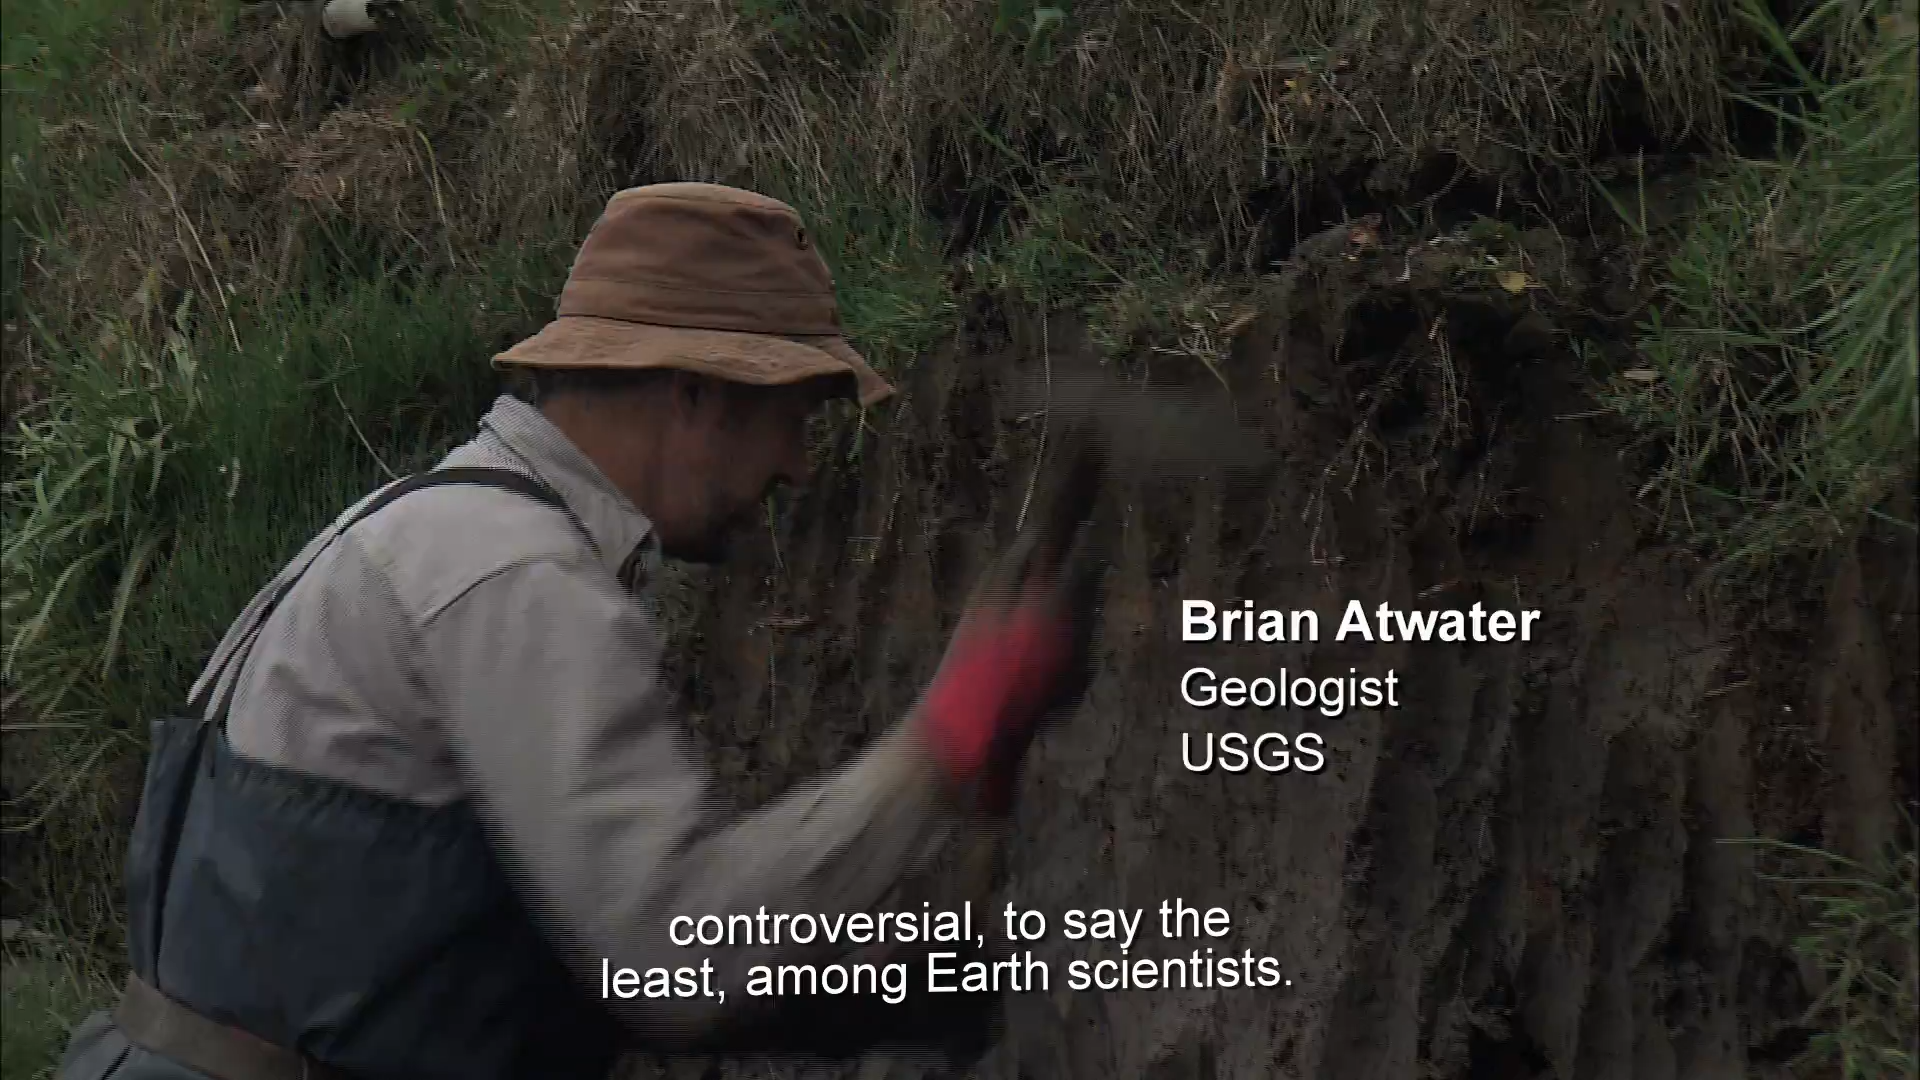 Brian Atwater
Geologist
USGS
controversial, to say the
least, among Earth scientists.